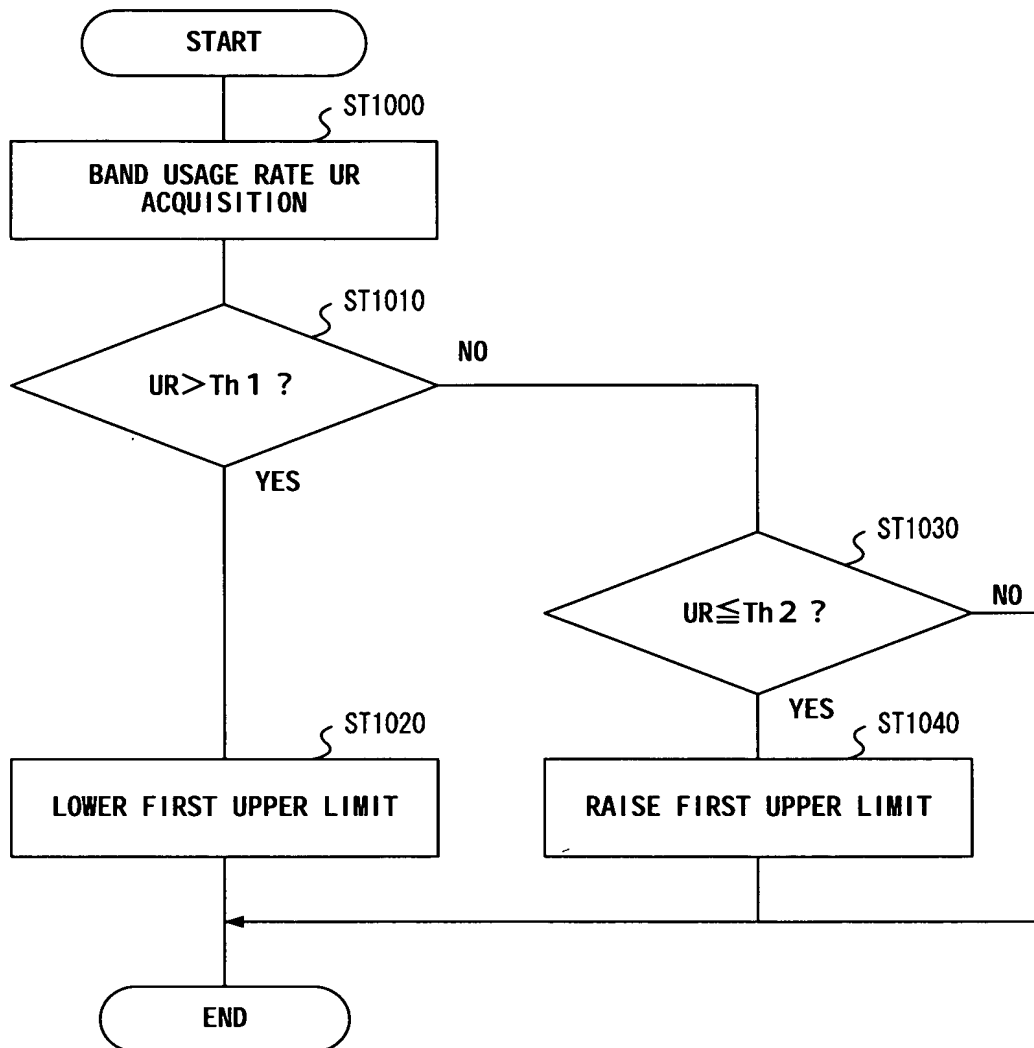 START
ST1000
BAND USAGE RATE UR
ACQUISITION
ST1010
UR>Th1 ?
NO
YES
ST1030
UR≦Th2 ?
NO
YES
ST1020
ST1040
LOWER FIRST UPPER LIMIT
RAISE FIRST UPPER LIMIT
END